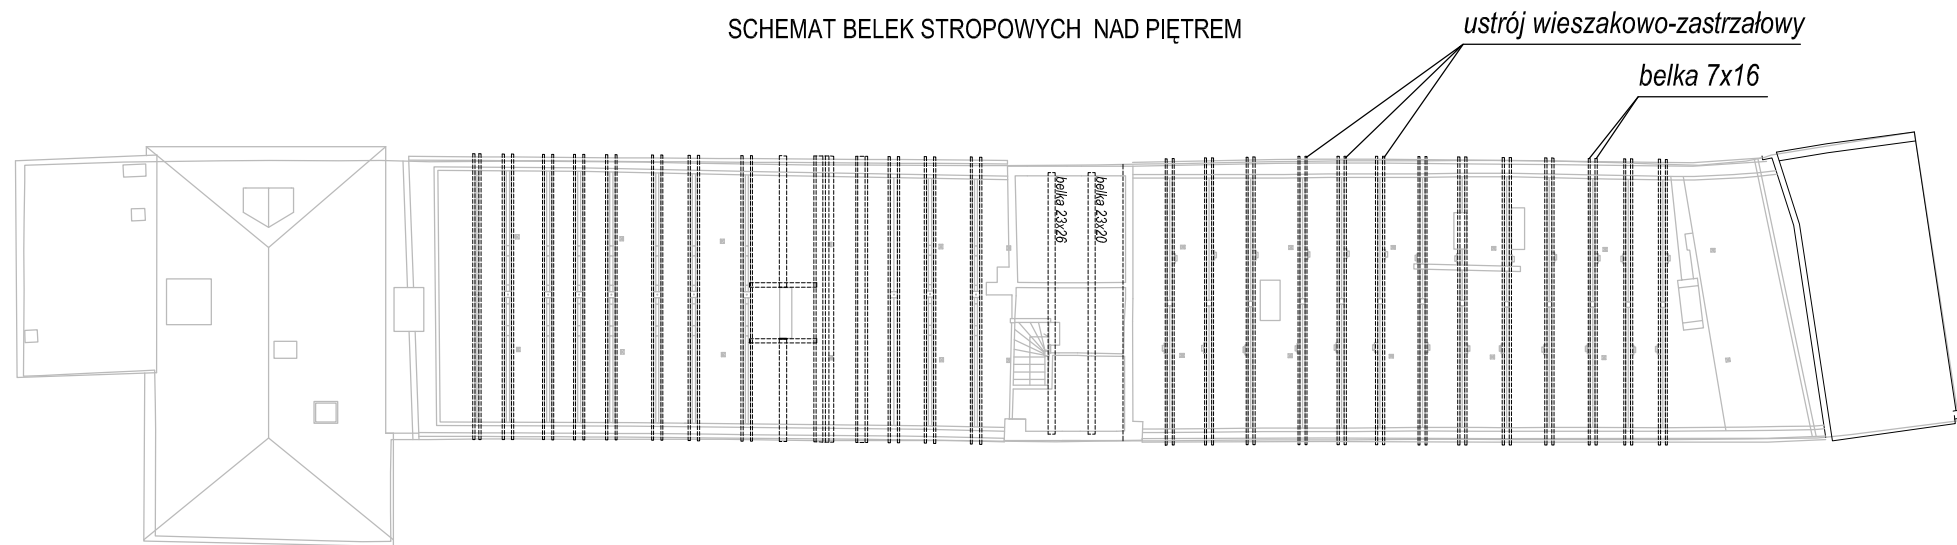 SCHEMAT BELEK STROPOWYCH NAD PIĘTREM
ustrój wieszakowo-zastrzałowy
belka 7x16
belka 23x26
belka 23x20